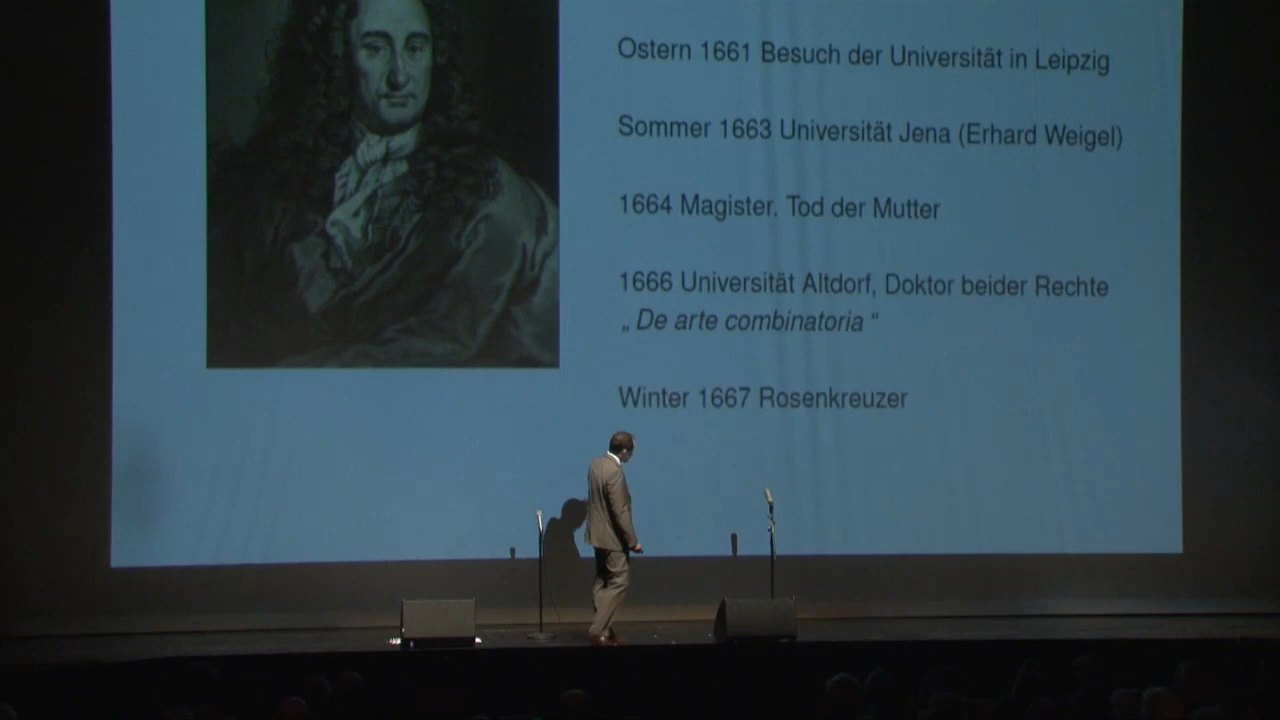 Ostern 1661 Besuch der Universität in Leipzig
Sommer 1663 Universität Jena (Erhard Weigel)
1664 Magister. Tod der Mutter
1666 Universität Altdorf, Doktor beider Rechte
„ De arte combinatoria “
Winter 1667 Rosenkreuzer